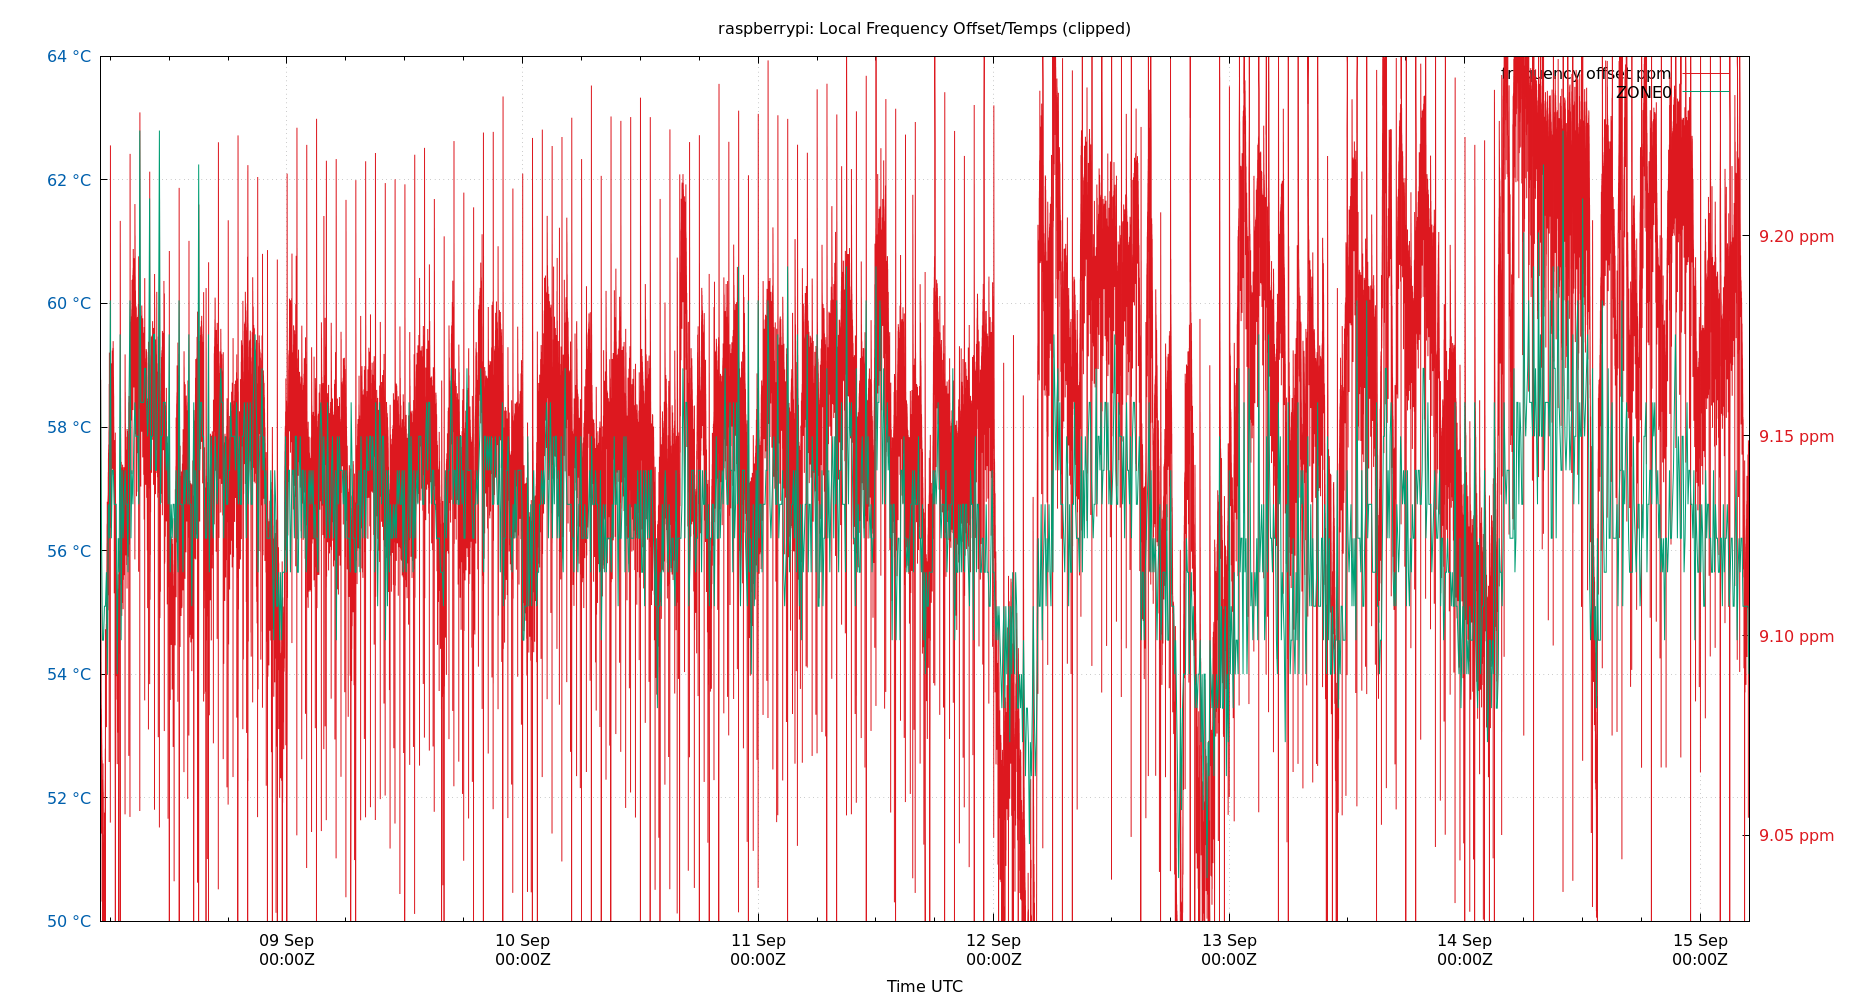 raspberrypi: Local Frequency Offset/Temps (clipped)
64 °C
62 °C
60 °C
58 °C
56 °C
54 °C
52 °C
50 °C
frequency offset ppm
ZONE0
9.20 ppm
9.15 ppm
9.10 ppm
9.05 ppm
09 Sep
00:00Z
10 Sep
00:00Z
11 Sep
00:00Z
12 Sep
00:00Z
13 Sep
00:00Z
14 Sep
00:00Z
15 Sep
00:00Z
Time UTC